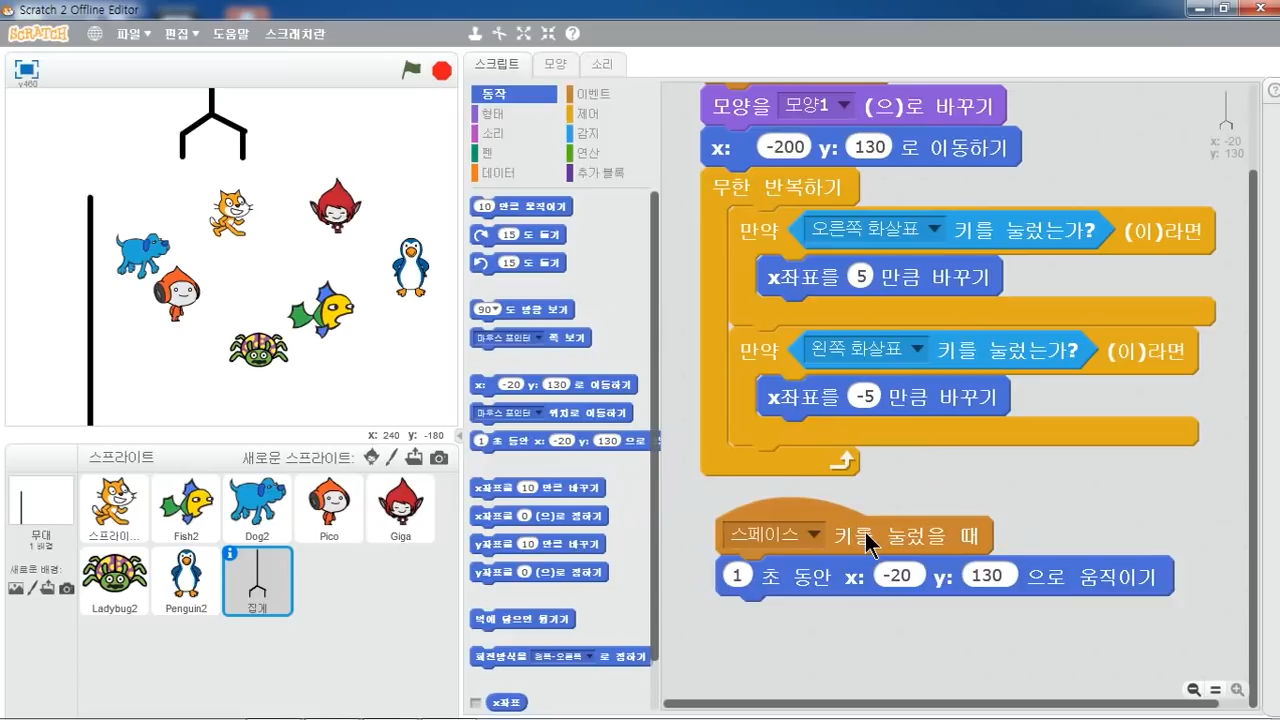 Scratch 2 Offline Editor
SCRATCH 파일 편집 도움말 스크래치란
v460
스크립트 모양 소리
동작 이벤트
형태 제어
소리 감지
펜 연산
데이터 추가 블록
10 만큼 움직이기
15 도 돌기
15 도 돌기
90 도 방향 보기
마우스 포인터 쪽 보기
x: -20 y: 130 로 이동하기
마우스 포인터 위치로 이동하기
1 초 동안 x: -20 y: 130 으로
x좌표를 10 만큼 바꾸기
x좌표를 0 (으)로 정하기
y좌표를 10 만큼 바꾸기
y좌표를 0 (으)로 정하기
벽에 닿으면 튕기기
회전방식을 왼쪽-오른쪽 로 정하기
x좌표
모양을 모양1 (으)로 바꾸기
x: -200 y: 130 로 이동하기
무한 반복하기
만약 오른쪽 화살표 키를 눌렀는가? (이)라면
x좌표를 5 만큼 바꾸기
만약 왼쪽 화살표 키를 눌렀는가? (이)라면
x좌표를 -5 만큼 바꾸기
스페이스 키를 눌렀을 때
1 초 동안 x: -20 y: 130 으로 움직이기
x: -20
y: 130
x: 240 y: -180
스프라이트 새로운 스프라이트:
무대
1 배경
새로운 배경:
스프라이... Fish2 Dog2 Pico Giga
Ladybug2 Penguin2 집게